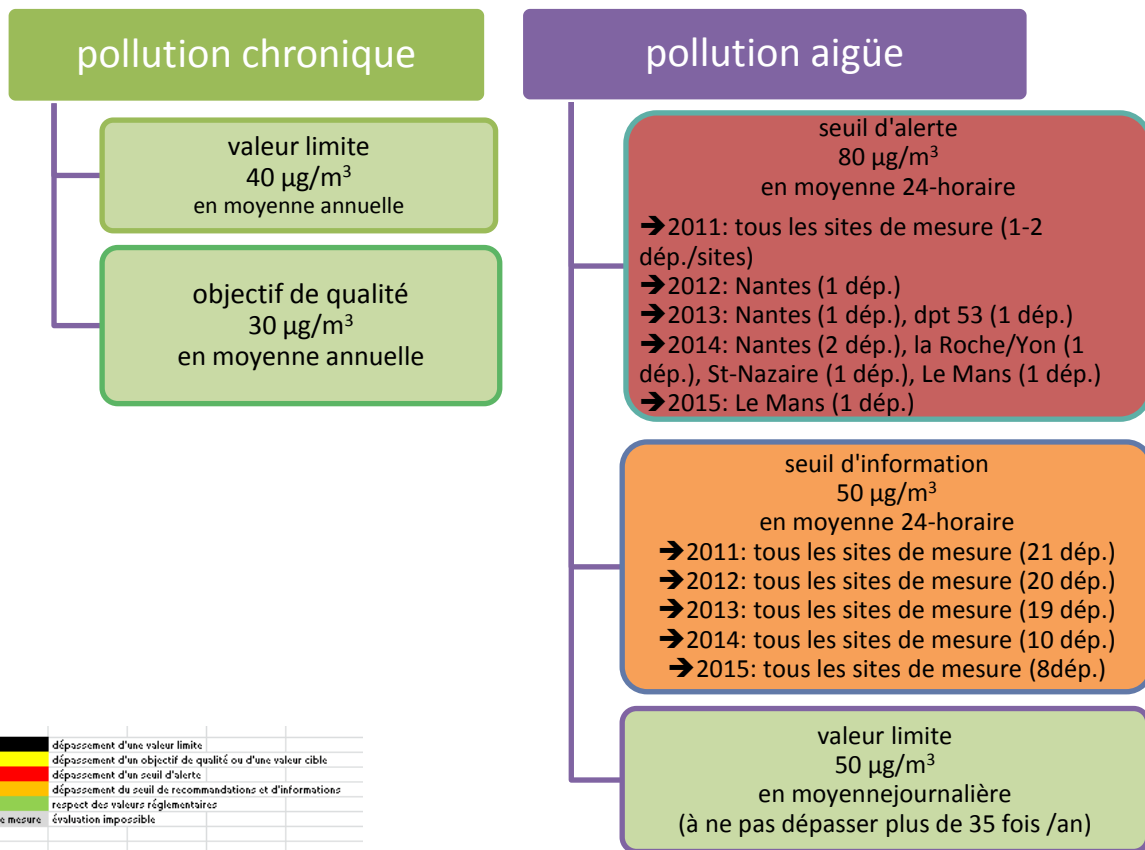 pollution chronique
valeur limite
40 µg/m³
en moyenne annuelle
objectif de qualité
30 µg/m³
en moyenne annuelle
pollution aigüe
seuil d'alerte
80 µg/m³
en moyenne 24-horaire
➔2011: tous les sites de mesure (1-2
dép./sites)
➔2012: Nantes (1 dép.)
➔2013: Nantes (1 dép.), dpt 53 (1 dép.)
➔2014: Nantes (2 dép.), la Roche/Yon (1
dép.), St-Nazaire (1 dép.), Le Mans (1 dép.)
➔2015: Le Mans (1 dép.)
seuil d'information
50 µg/m³
en moyenne 24-horaire
➔2011: tous les sites de mesure (21 dép.)
➔2012: tous les sites de mesure (20 dép.)
➔2013: tous les sites de mesure (19 dép.)
➔2014: tous les sites de mesure (10 dép.)
➔2015: tous les sites de mesure (8dép.)
valeur limite
50 µg/m³
en moyennejournalière
(à ne pas dépasser plus de 35 fois /an)
dépassement d'une valeur limite
dépassement d'un objectif de qualité ou d'une valeur cible
dépassement d'un seuil d'alerte
dépassement du seuil de recommandations et d'informations
respect des valeurs réglementaires
e mesure évaluation impossible